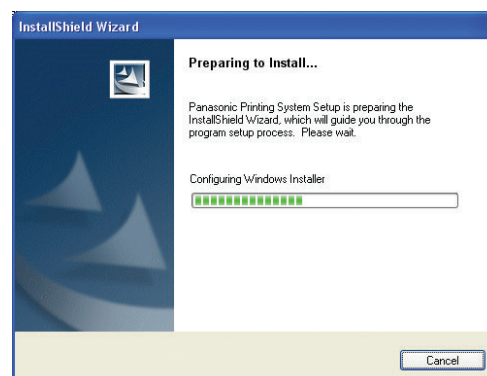 InstallShield Wizard
Preparing to Install...
Panasonic Printing System Setup is preparing the
InstallShield Wizard, which will guide you through the
program setup process.  Please wait.
Configuring Windows Installer
Cancel